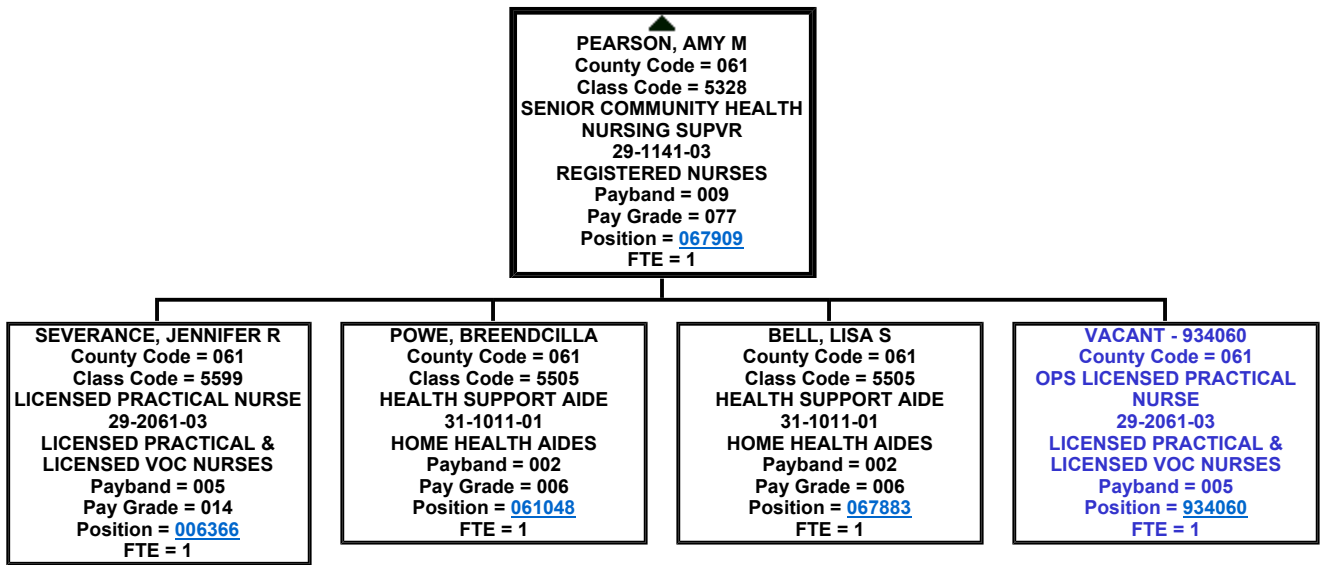 PEARSON, AMY M
County Code = 061
Class Code = 5328
SENIOR COMMUNITY HEALTH
NURSING SUPVR
29-1141-03
REGISTERED NURSES
Payband = 009
Pay Grade = 077
Position = 067909
FTE = 1
SEVERANCE, JENNIFER R
County Code = 061
Class Code = 5599
LICENSED PRACTICAL NURSE
29-2061-03
LICENSED PRACTICAL &
LICENSED VOC NURSES
Payband = 005
Pay Grade = 014
Position = 006366
FTE = 1
POWE, BREENDCILLA
County Code = 061
Class Code = 5505
HEALTH SUPPORT AIDE
31-1011-01
HOME HEALTH AIDES
Payband = 002
Pay Grade = 006
Position = 061048
FTE = 1
BELL, LISA S
County Code = 061
Class Code = 5505
HEALTH SUPPORT AIDE
31-1011-01
HOME HEALTH AIDES
Payband = 002
Pay Grade = 006
Position = 067883
FTE = 1
VACANT - 934060
County Code = 061
OPS LICENSED PRACTICAL
NURSE
29-2061-03
LICENSED PRACTICAL &
LICENSED VOC NURSES
Payband = 005
Position = 934060
FTE = 1